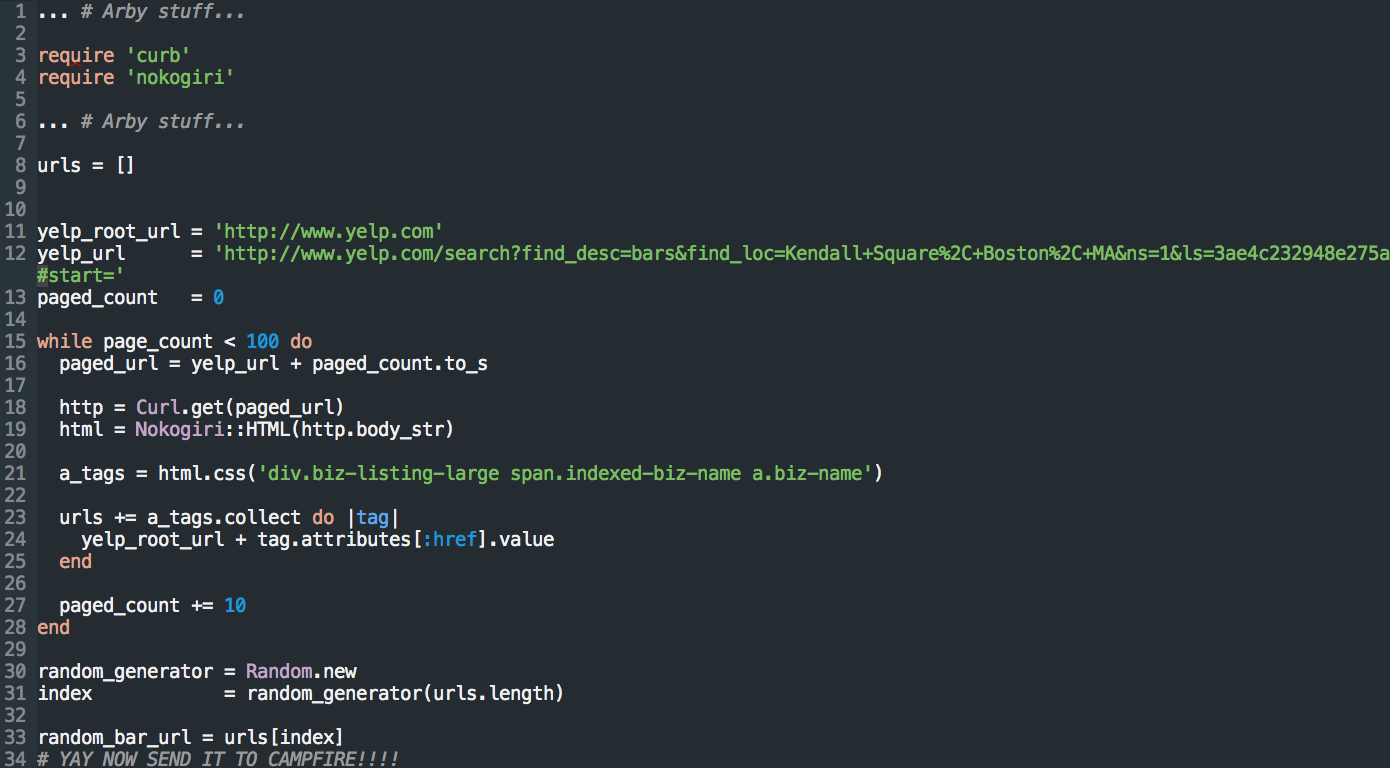 1 ... # Arby stuff...
2
3 require 'curb'
4 require 'nokogiri'
5
6 ... # Arby stuff...
7
8 urls = []
9
10
11 yelp_root_url = 'http://www.yelp.com'
12 yelp_url      = 'http://www.yelp.com/search?find_desc=bars&find_loc=Kendall+Square%2C+Boston%2C+MA&ns=1&ls=3ae4c232948e275a
#start='
13 paged_count   = 0
14
15 while page_count < 100 do
16   paged_url = yelp_url + paged_count.to_s
17
18   http = Curl.get(paged_url)
19   html = Nokogiri::HTML(http.body_str)
20
21   a_tags = html.css('div.biz-listing-large span.indexed-biz-name a.biz-name')
22
23   urls += a_tags.collect do |tag|
24     yelp_root_url + tag.attributes[:href].value
25   end
26
27   paged_count += 10
28 end
29
30 random_generator = Random.new
31 index            = random_generator(urls.length)
32
33 random_bar_url = urls[index]
34 # YAY NOW SEND IT TO CAMPFIRE!!!!